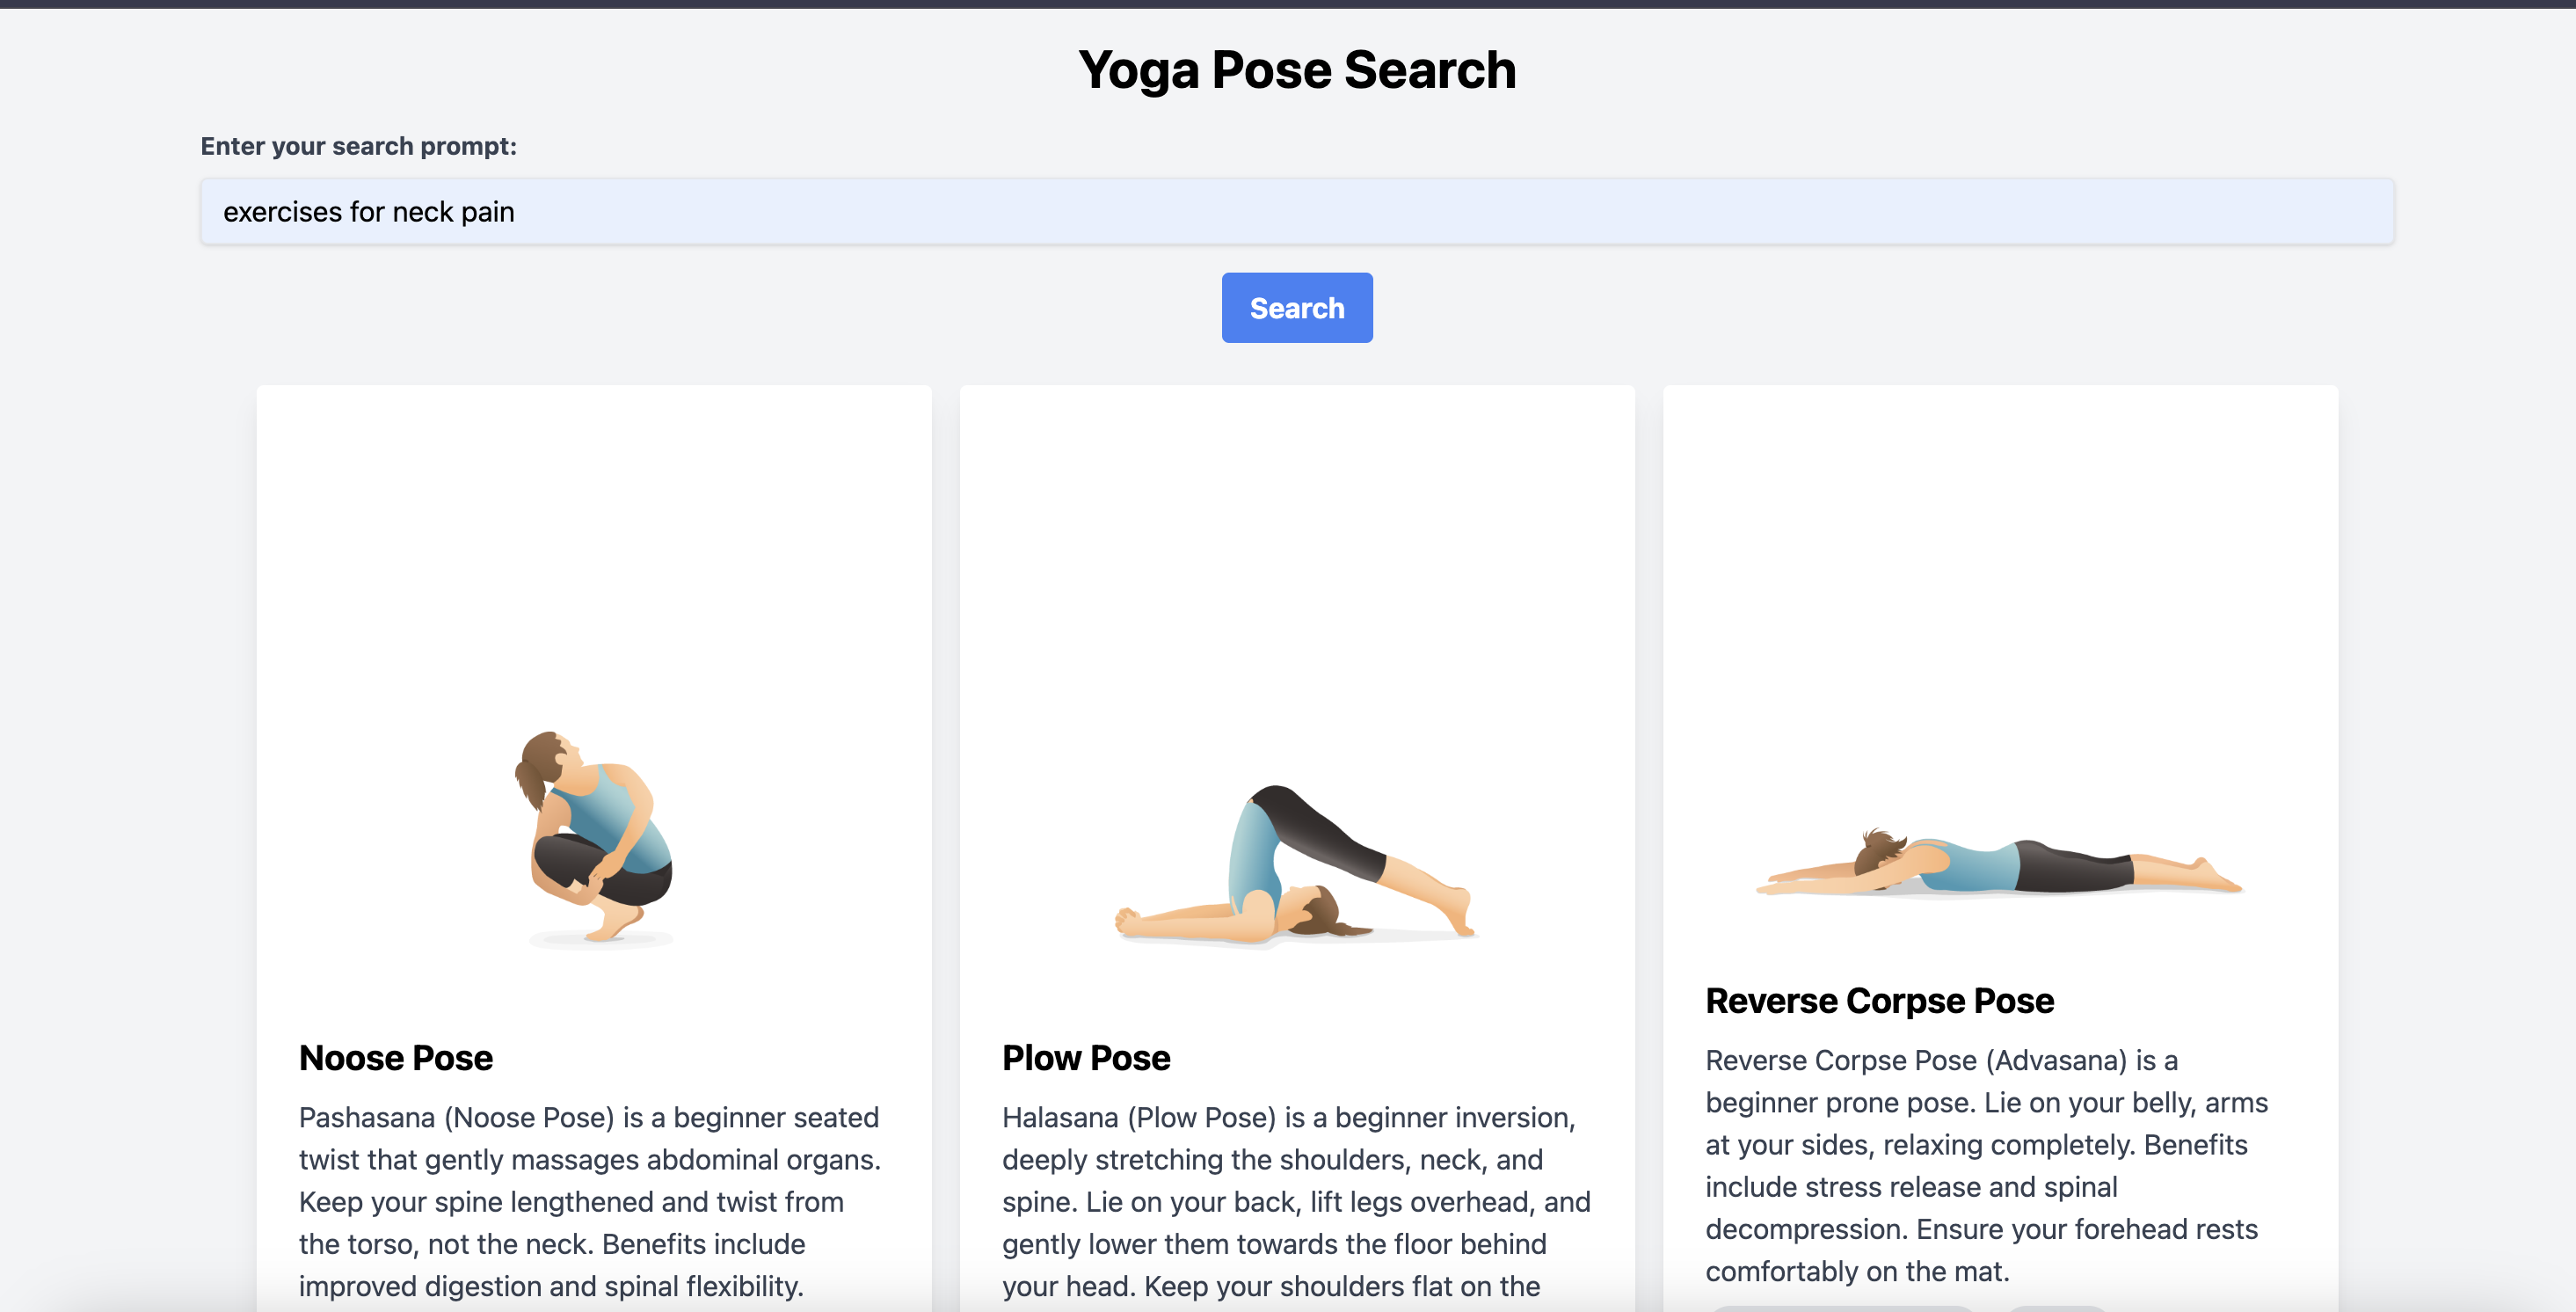 Yoga Pose Search
Enter your search prompt:
exercises for neck pain
Search
Noose Pose
Pashasana (Noose Pose) is a beginner seated
twist that gently massages abdominal organs.
Keep your spine lengthened and twist from
the torso, not the neck. Benefits include
improved digestion and spinal flexibility.
Plow Pose
Halasana (Plow Pose) is a beginner inversion,
deeply stretching the shoulders, neck, and
spine. Lie on your back, lift legs overhead, and
gently lower them towards the floor behind
your head. Keep your shoulders flat on the
Reverse Corpse Pose
Reverse Corpse Pose (Advasana) is a
beginner prone pose. Lie on your belly, arms
at your sides, relaxing completely. Benefits
include stress release and spinal
decompression. Ensure your forehead rests
comfortably on the mat.